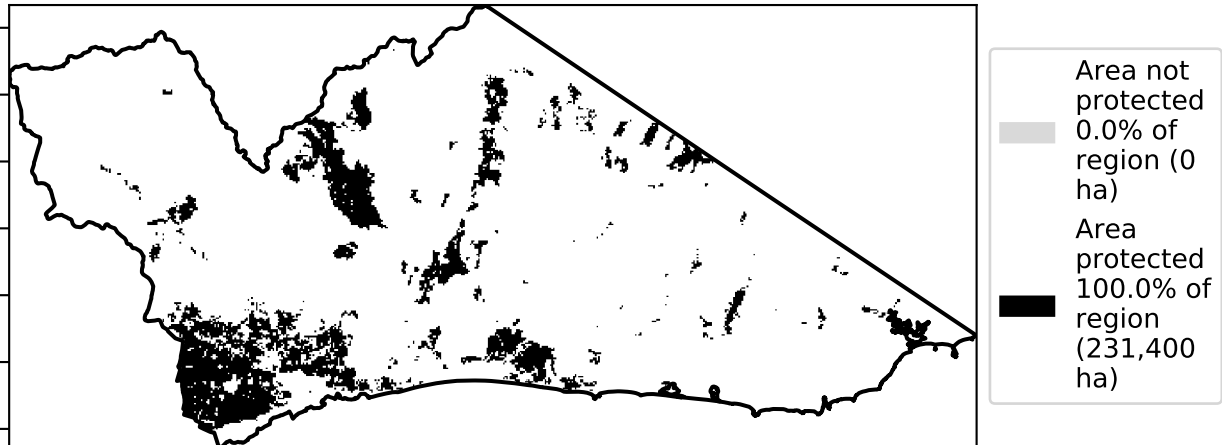 Area not
protected
0.0% of
region (0
ha)
Area
protected
100.0% of
region
(231,400
ha)